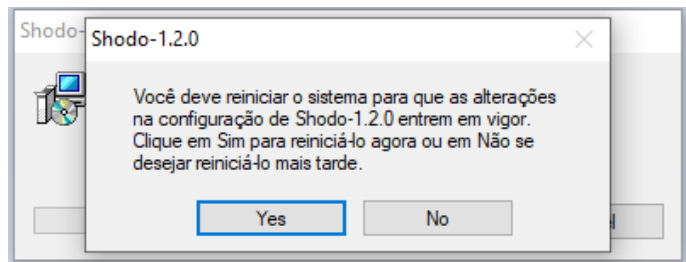 Shodo-
Shodo-1.2.0
Você deve reiniciar o sistema para que as alterações
na configuração de Shodo-1.2.0 entrem em vigor.
Clique em Sim para reiniciá-lo agora ou em Não se
desejar reiniciá-lo mais tarde.
Yes
No